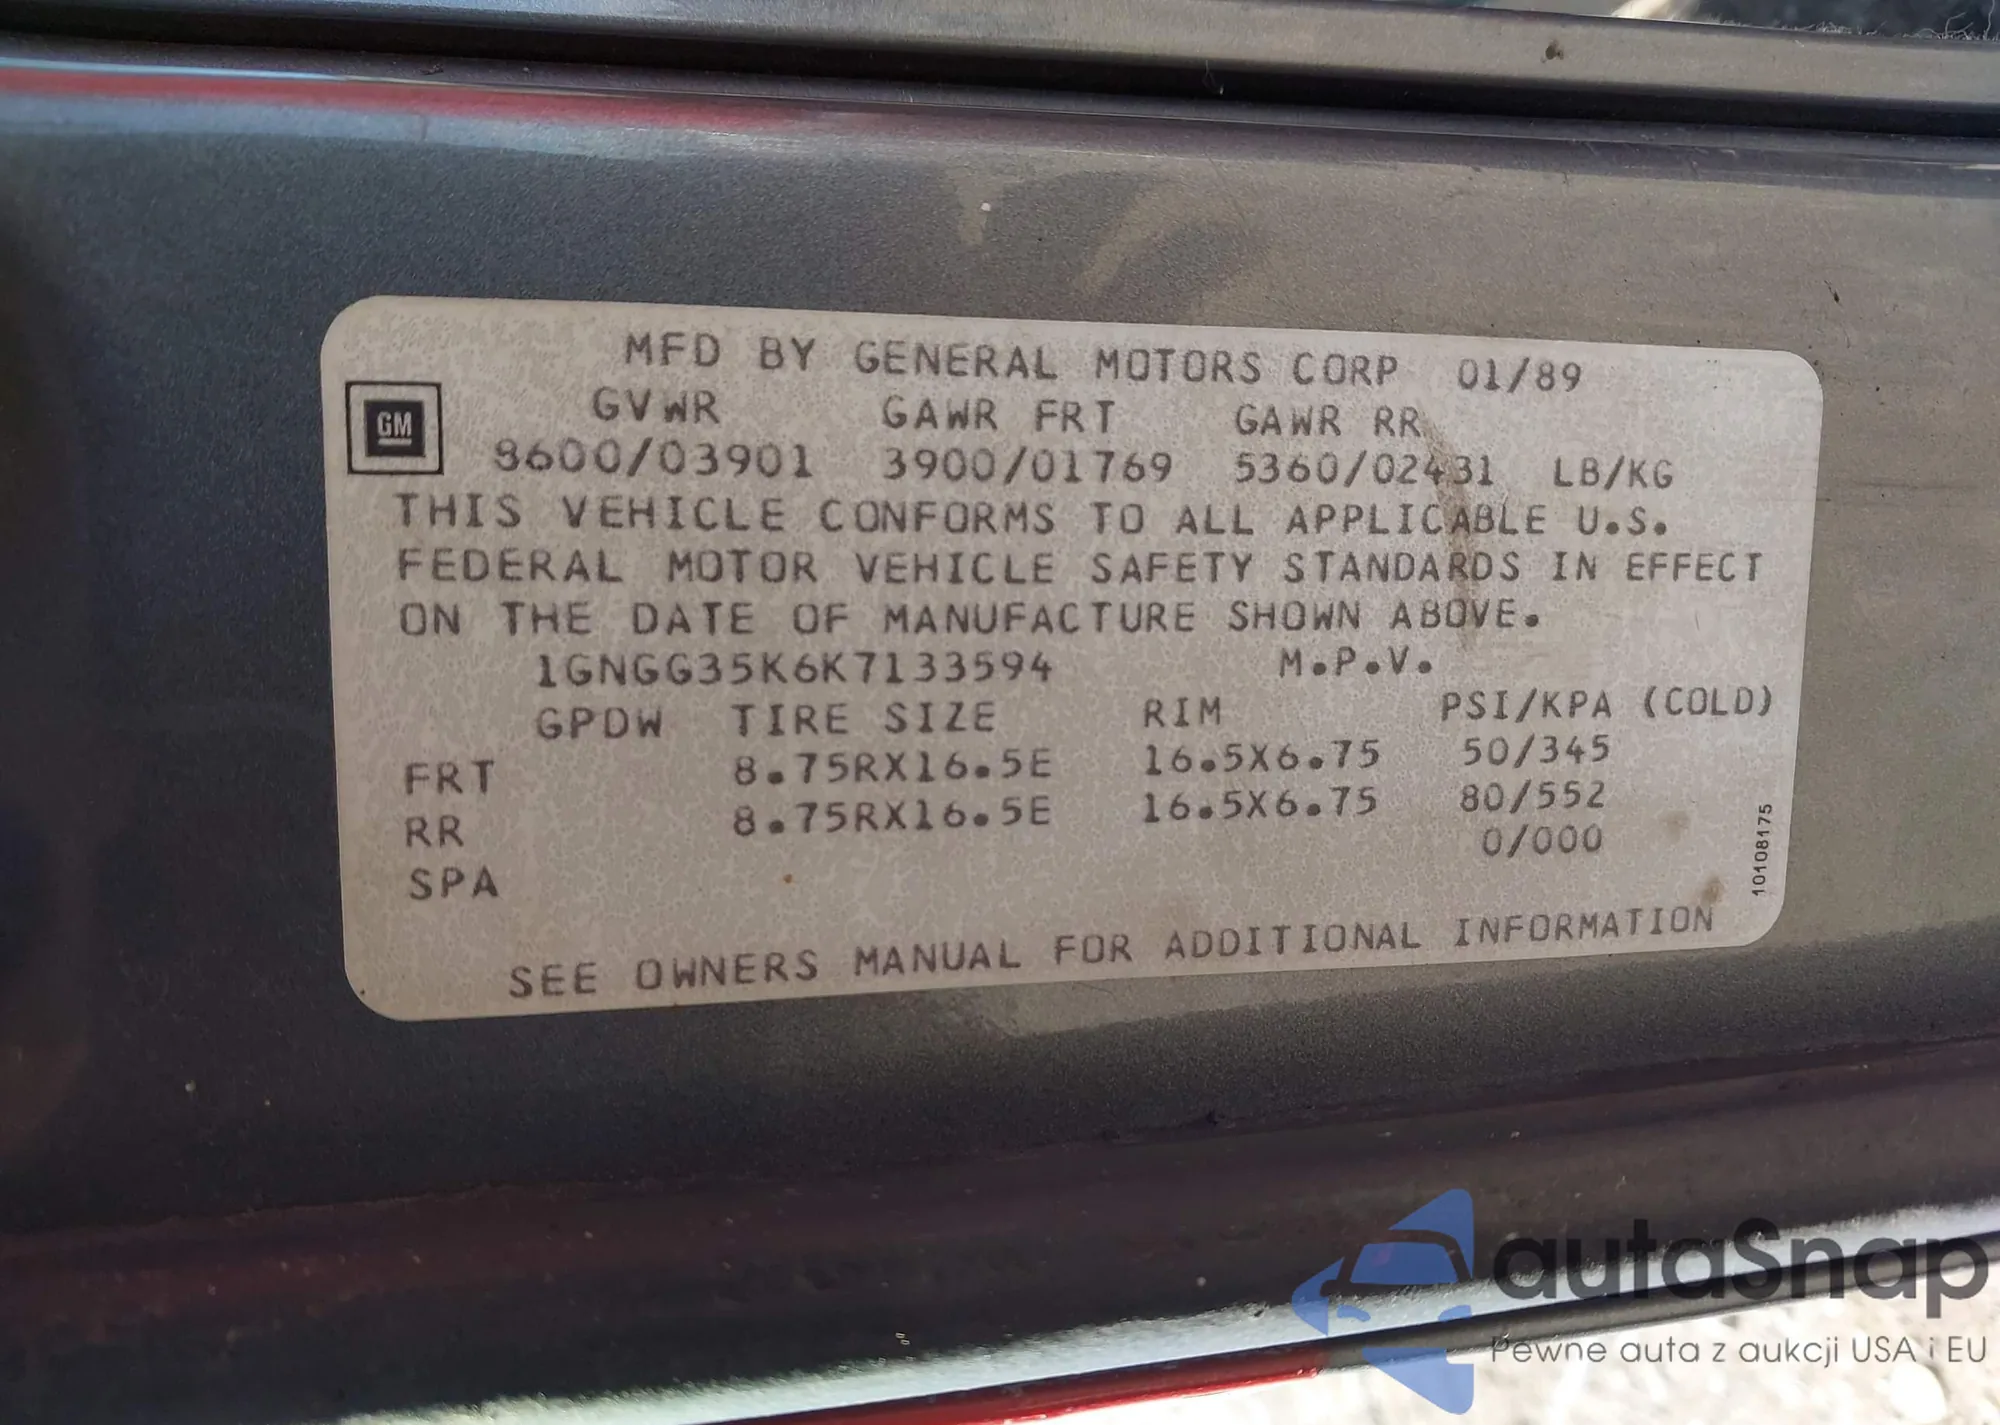 MFD BY GENERAL MOTORS CORP 01/89
GM
GVWR GAWR FRT GAWR RR
8600/03901 3900/01769 5360/02431 LB/KG
THIS VEHICLE CONFORMS TO ALL APPLICABLE U.S.
FEDERAL MOTOR VEHICLE SAFETY STANDARDS IN EFFECT
ON THE DATE OF MANUFACTURE SHOWN ABOVE.
1GNGG35K6K7133594 M.P.V.
GPDW TIRE SIZE RIM PSI/KPA (COLD)
FRT 8.75RX16.5E 16.5X6.75 50/345
RR 8.75RX16.5E 16.5X6.75 80/552
SPA 0/000
10108175
SEE OWNERS MANUAL FOR ADDITIONAL INFORMATION
autaSnap
Pewne auta z aukcji USA i EU